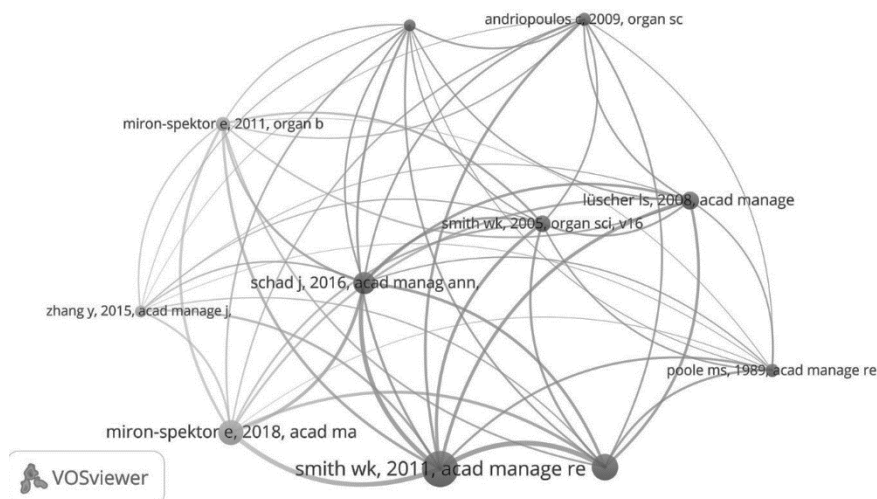 andriopoulos c, 2009, organ sc
miron-spektor e, 2011, organ b
lüscher ls, 2008, acad manage
smith wk, 2005, organ sci, v16
schad j, 2016, acad manag ann,
zhang y, 2015, acad manage j,
poole ms, 1989, acad manage re
miron-spektor e, 2018, acad ma
smith wk, 2011, acad manage re
VOSviewer